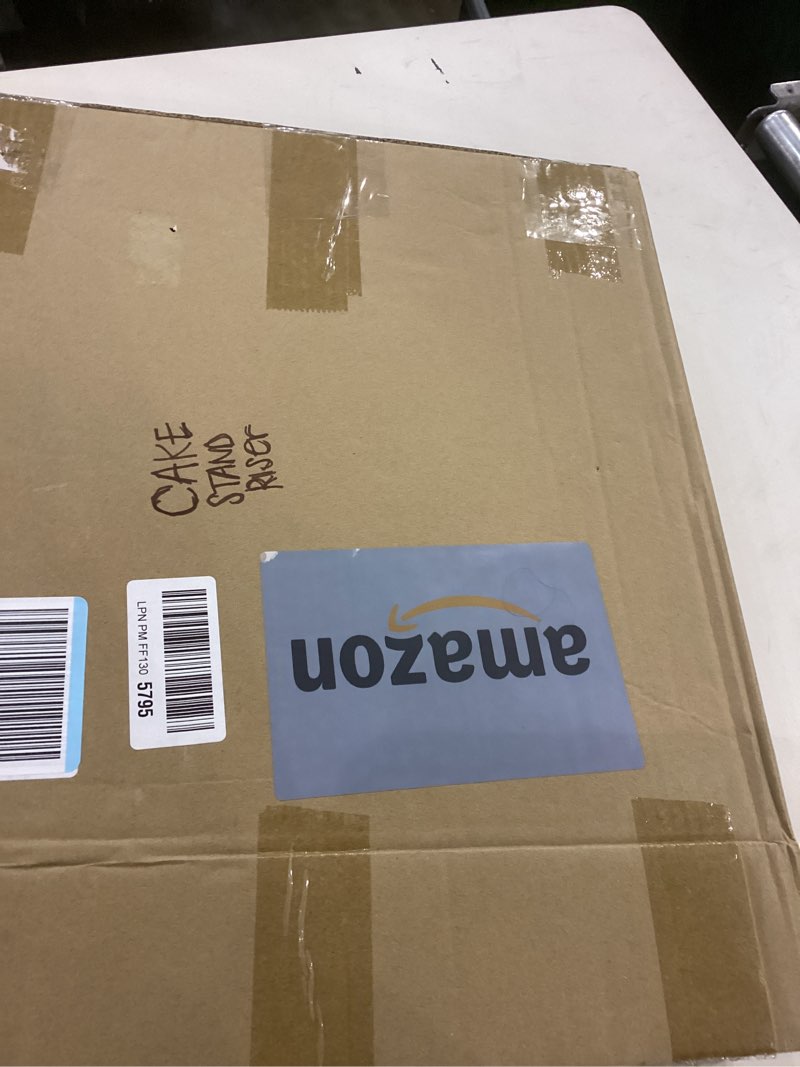 CAKE
STAND
Riser
LPN PM FF130 5795
amazon